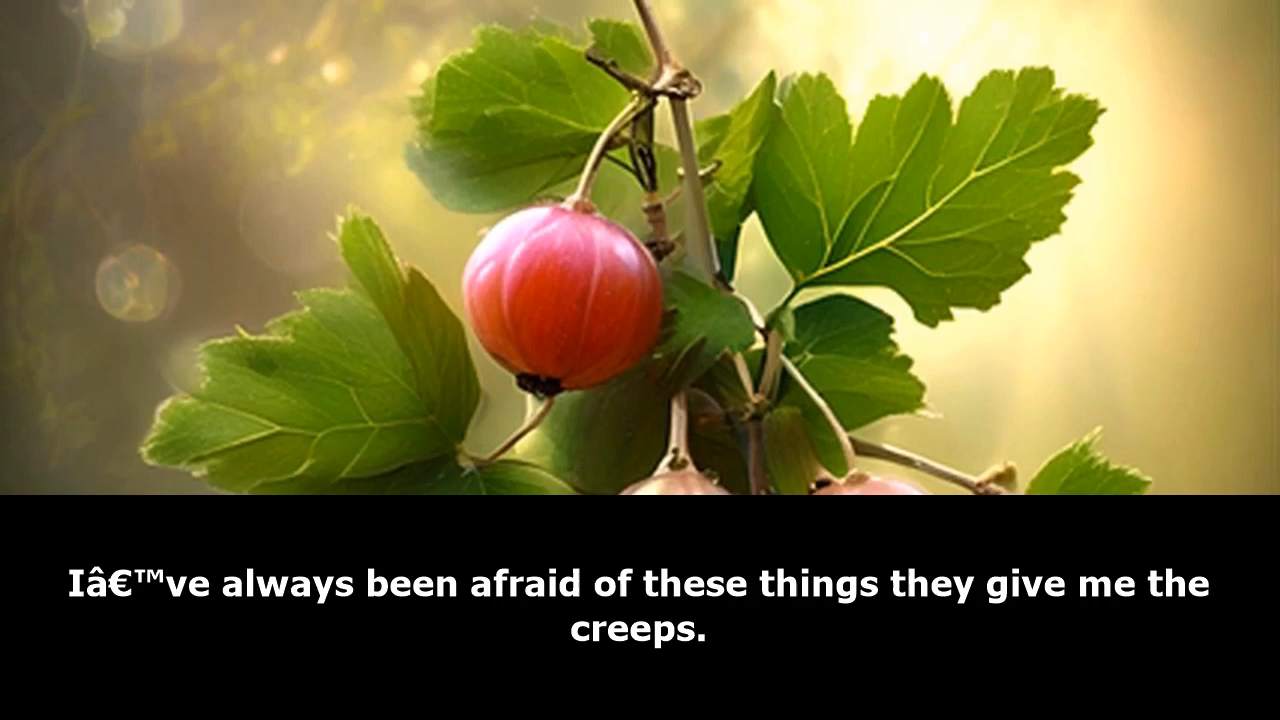 Iâ€™ve always been afraid of these things they give me the
creeps.